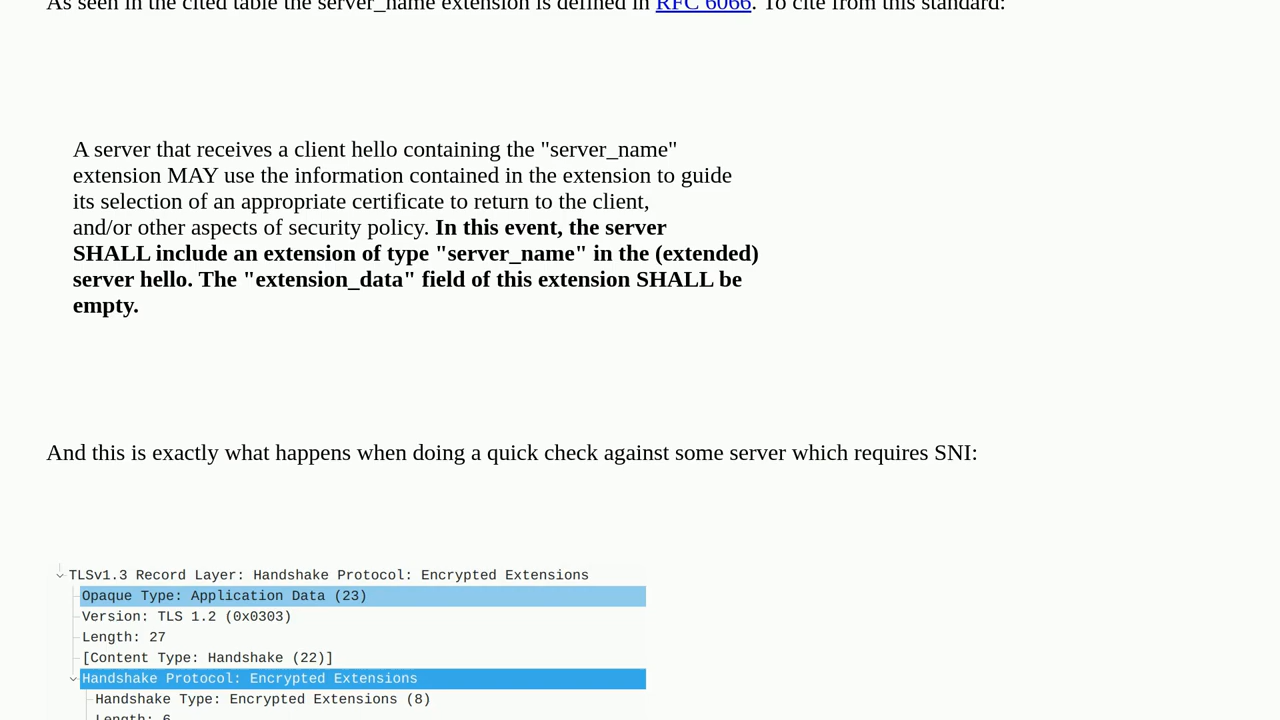 As seen in the cited table the server_name extension is defined in RFC 6066. To cite from this standard:
A server that receives a client hello containing the "server_name"
extension MAY use the information contained in the extension to guide
its selection of an appropriate certificate to return to the client,
and/or other aspects of security policy. In this event, the server
SHALL include an extension of type "server_name" in the (extended)
server hello. The "extension_data" field of this extension SHALL be
empty.
And this is exactly what happens when doing a quick check against some server which requires SNI:
TLSv1.3 Record Layer: Handshake Protocol: Encrypted Extensions
Opaque Type: Application Data (23)
Version: TLS 1.2 (0x0303)
Length: 27
[Content Type: Handshake (22)]
Handshake Protocol: Encrypted Extensions
Handshake Type: Encrypted Extensions (8)
Length: 6